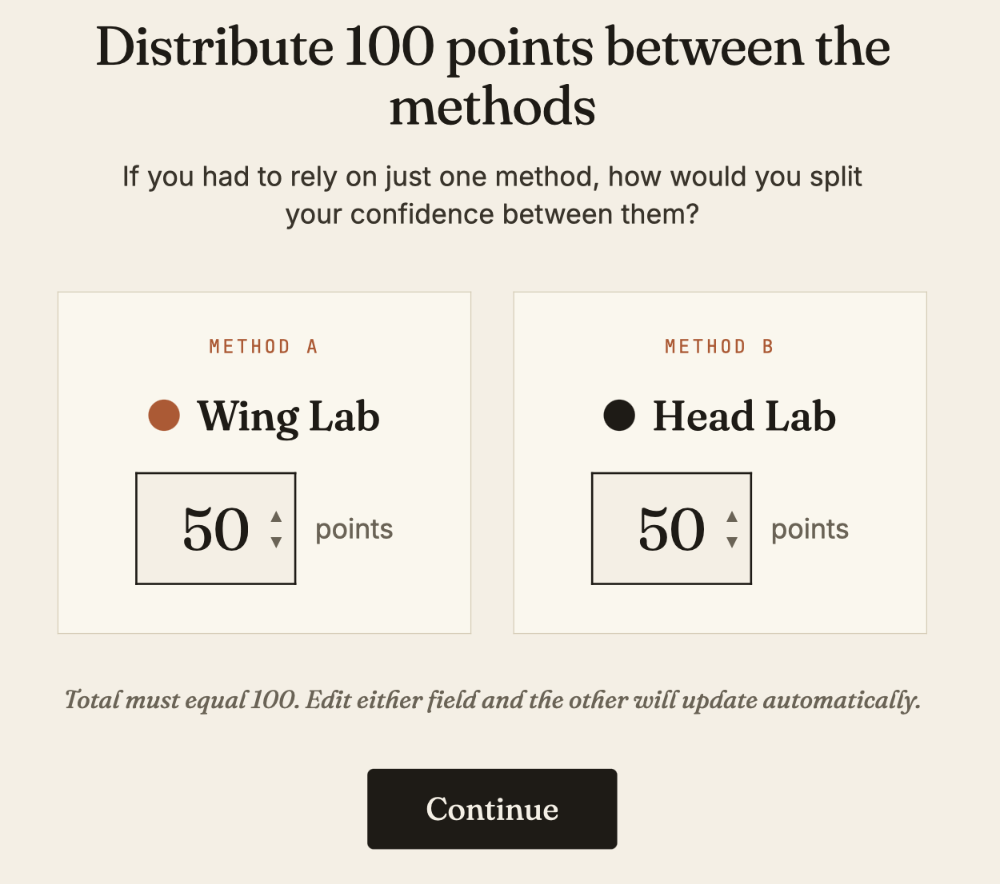 Distribute 100 points between the
methods
If you had to rely on just one method, how would you split
your confidence between them?
METHOD A
Wing Lab
50 points
METHOD B
Head Lab
50 points
Total must equal 100. Edit either field and the other will update automatically.
Continue